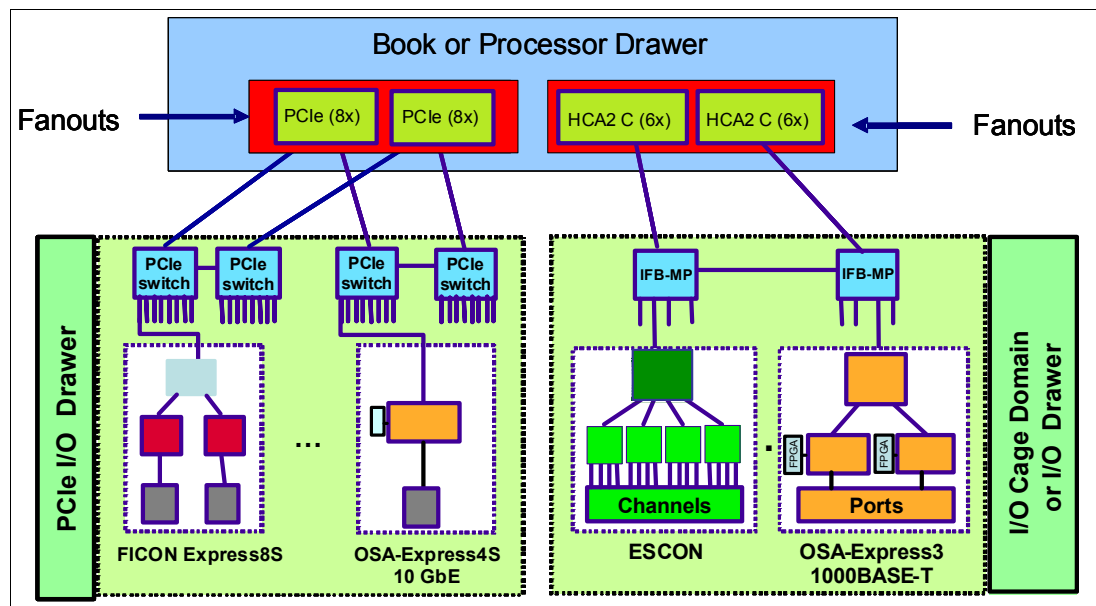 Book or Processor Drawer
Fanouts
PCIe (8x)
PCIe (8x)
HCA2 C (6x)
HCA2 C (6x)
Fanouts
PCIe I/O Drawer
PCIe
switch
PCIe
switch
PCIe
switch
PCIe
switch
IFB-MP
IFB-MP
I/O Cage Domain
or I/O Drawer
...
FPGA
FPGA
Channels
Ports
FICON Express8S
OSA-Express4S
10 GbE
ESCON
OSA-Express3
1000BASE-T